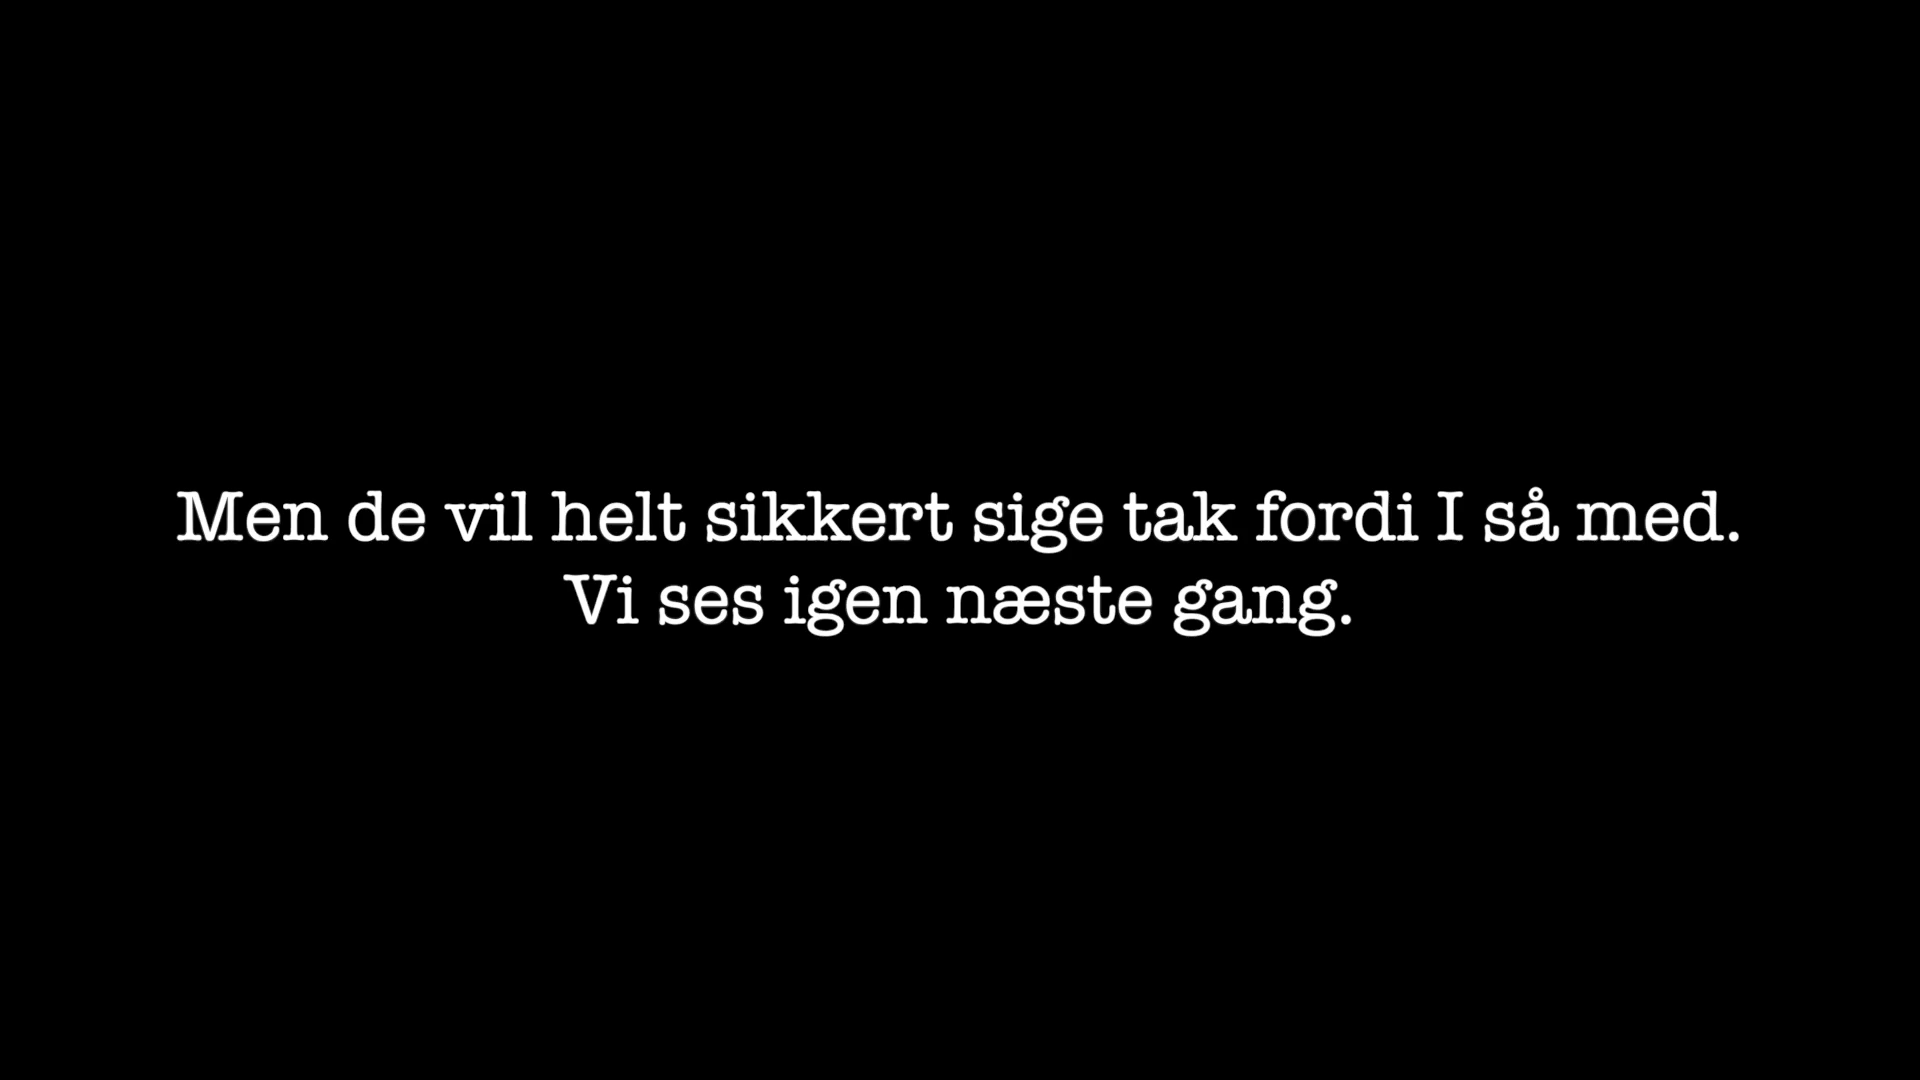 Men de vil helt sikkert sige tak fordi I så med.
Vi ses igen næste gang.